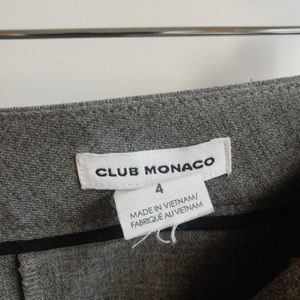 CLUB MONACO
4
MADE IN VIETNAM/
FABRIQUÉ AU VIETNAM